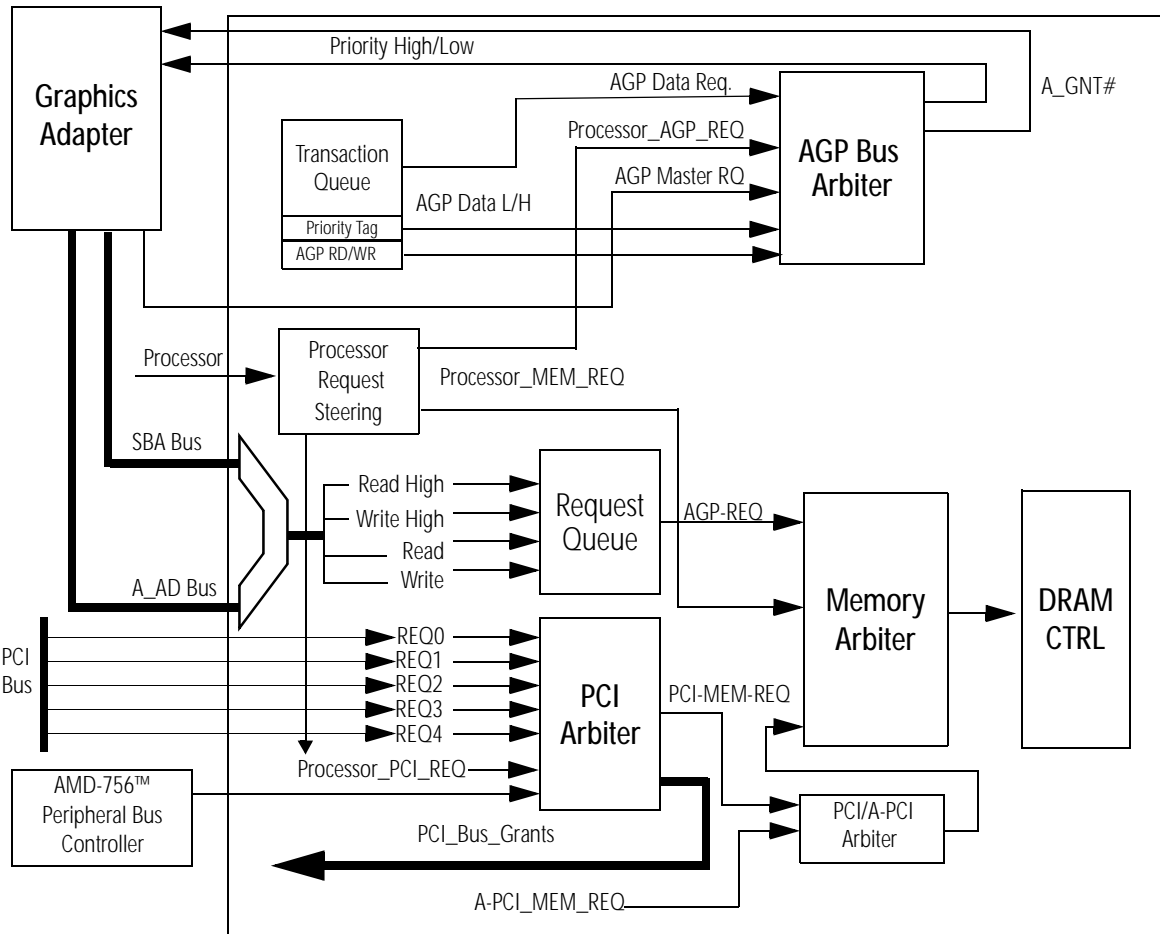 Graphics
Adapter
Priority High/Low
A_GNT#
AGP Data Req.
Processor_AGP_REQ
AGP Master RQ
AGP Bus
Arbiter
Transaction
Queue
AGP Data L/H
Priority Tag
AGP RD/WR
Processor
Processor
Request
Steering
Processor_MEM_REQ
SBA Bus
A_AD Bus
Read High
Write High
Read
Write
Request
Queue
AGP-REQ
Memory
Arbiter
DRAM
CTRL
PCI
Bus
REQ0
REQ1
REQ2
REQ3
REQ4
PCI
Arbiter
PCI-MEM-REQ
Processor_PCI_REQ
AMD-756™
Peripheral Bus
Controller
PCI_Bus_Grants
PCI/A-PCI
Arbiter
A-PCI_MEM_REQ